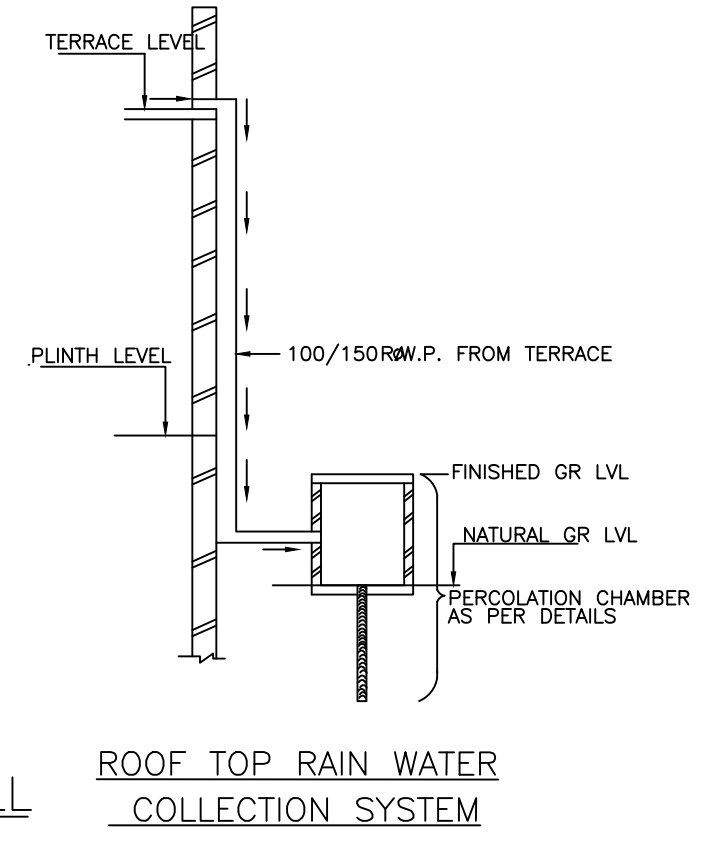 TERRACE LEVEL
PLINTH LEVEL
100/150 R.W.P. FROM TERRACE
FINISHED GR LVL
NATURAL GR LVL
PERCOLATION CHAMBER
AS PER DETAILS
ROOF TOP RAIN WATER
COLLECTION SYSTEM